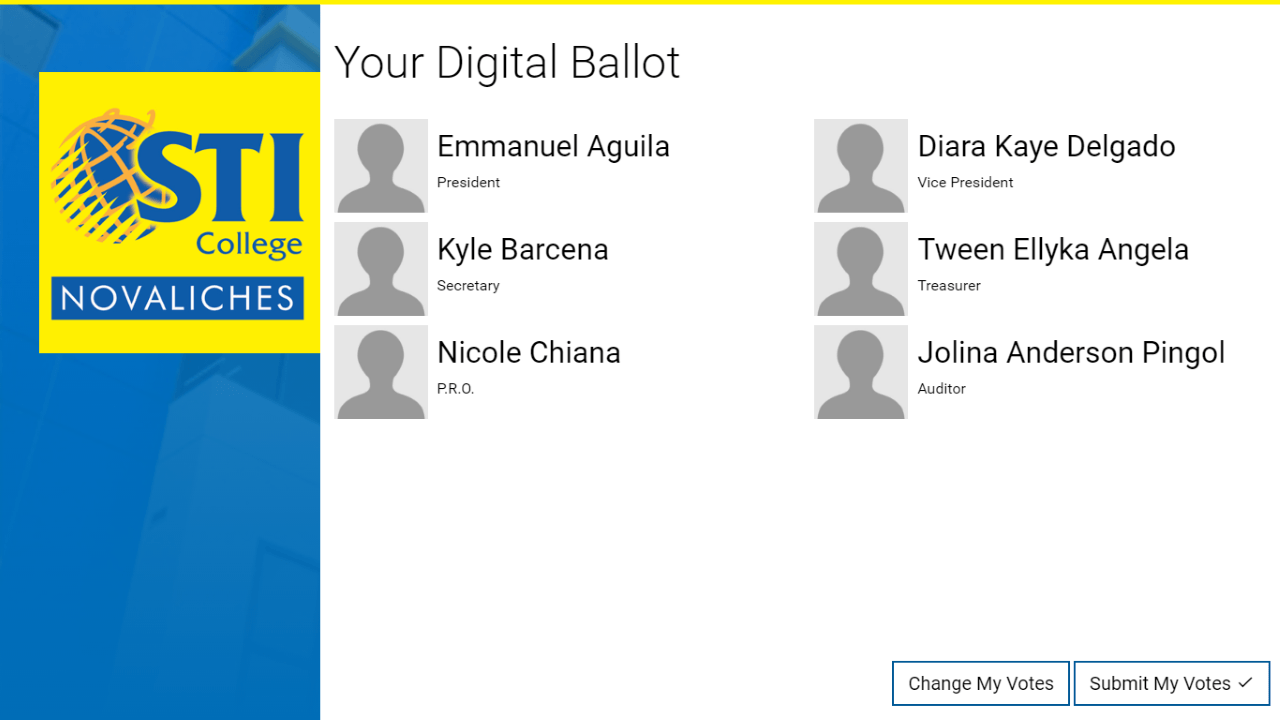 STI
College
NOVALICHES
Your Digital Ballot
Emmanuel Aguila
President
Diara Kaye Delgado
Vice President
Kyle Barcena
Secretary
Tween Ellyka Angela
Treasurer
Nicole Chiana
P.R.O.
Jolina Anderson Pingol
Auditor
Change My Votes
Submit My Votes ✓